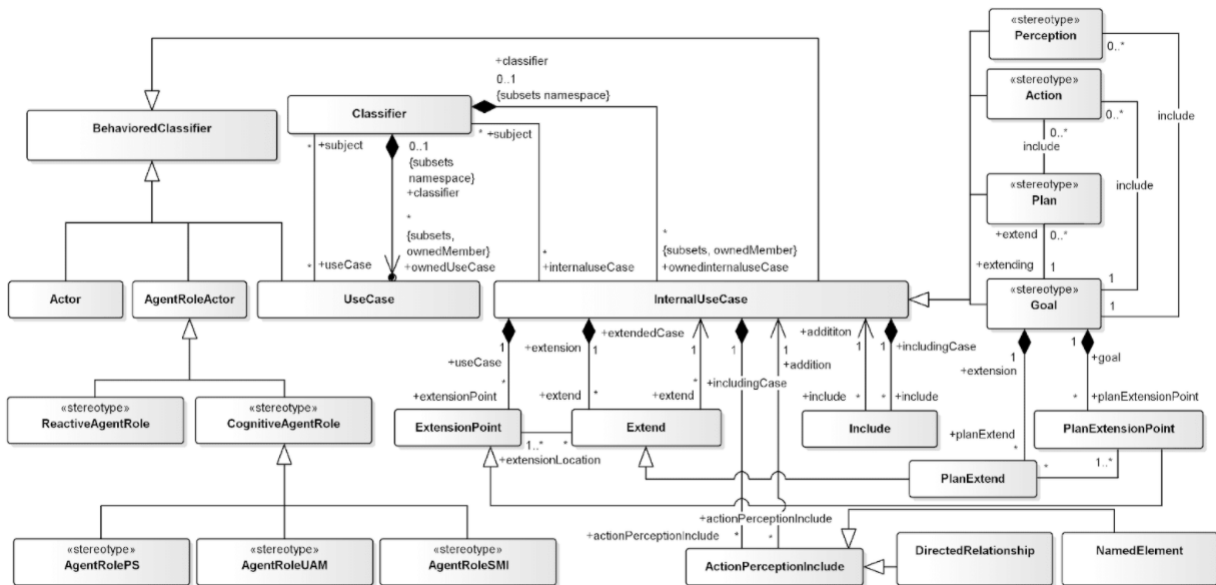 «stereotype»
Perception
0..*
+classifier
0..1
{subsets namespace}
«stereotype»
Action
0..*
Classifier
BehavioredClassifier
*
+subject
*
+subject
0..1
{subsets
namespace}
+classifier
include
0..*
include
«stereotype»
Plan
include
*
{subsets,
ownedMember}
+ownedUseCase
*
{subsets, ownedMember}
+ownedinternaluseCase
+extend
0..*
*
+useCase
*
+internaluseCase
+extending
1
Actor
AgentRoleActor
UseCase
InternalUseCase
«stereotype»
Goal
1
1
1
+useCase
+extension
1
+extendedCase
1
1
+includingCase
1
+addition
+addititon
1
1
+includingCase
1
+extension
1
+goal
*
+extensionPoint
+extend
*
*
+extend
+include
*
*
+include
*
+planExtensionPoint
«stereotype»
ReactiveAgentRole
«stereotype»
CognitiveAgentRole
ExtensionPoint
Extend
Include
PlanExtensionPoint
1..*
*
+extensionLocation
+planExtend
*
*
1..*
PlanExtend
+actionPerceptionInclude
+actionPerceptionInclude
*
*
«stereotype»
AgentRolePS
«stereotype»
AgentRoleUAM
«stereotype»
AgentRoleSMI
ActionPerceptionInclude
DirectedRelationship
NamedElement